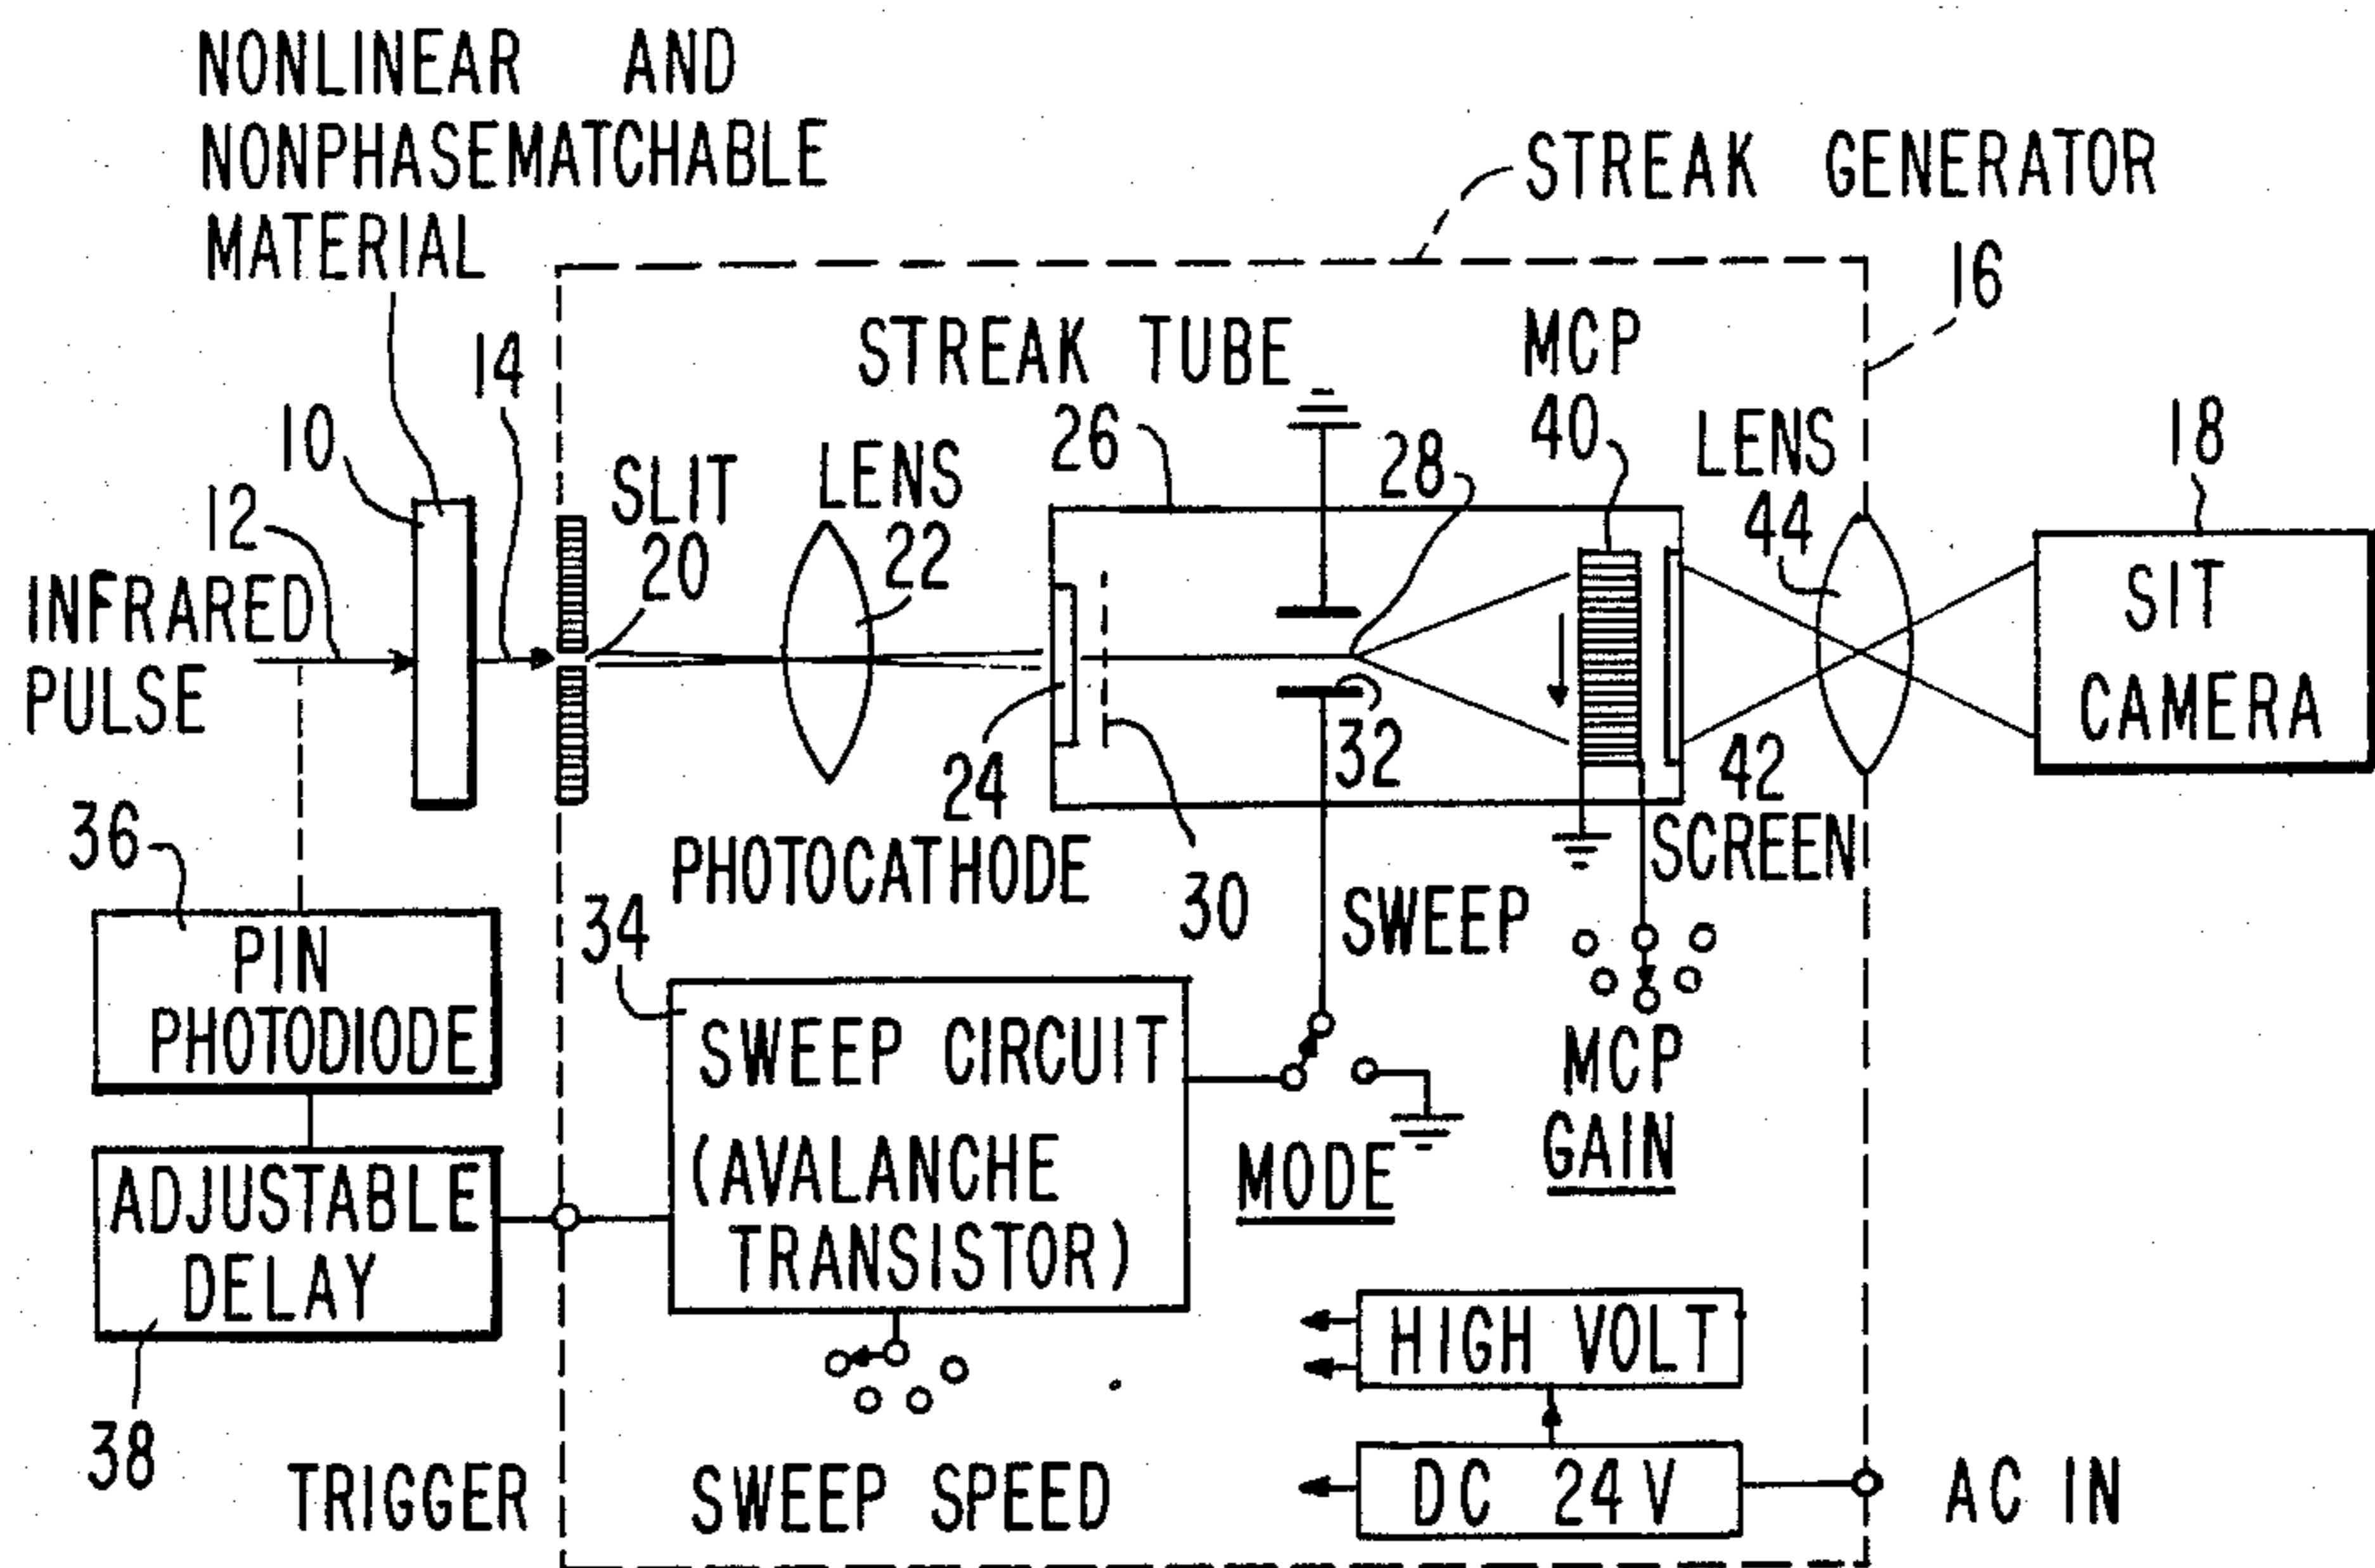 NONLINEAR AND
NONPHASEMATCHABLE
MATERIAL
STREAK GENERATOR
16
STREAK TUBE
26
MCP
40
LENS
44
18
SIT
CAMERA
10
14
12
INFRARED
PULSE
SLIT
20
LENS
22
28
24
PHOTOCATHODE
30
32
42
SCREEN
SWEEP
36
PIN
PHOTODIODE
34
SWEEP CIRCUIT
(AVALANCHE
TRANSISTOR)
MODE
MCP
GAIN
ADJUSTABLE
DELAY
38
TRIGGER
SWEEP SPEED
HIGH VOLT
DC 24V
AC IN